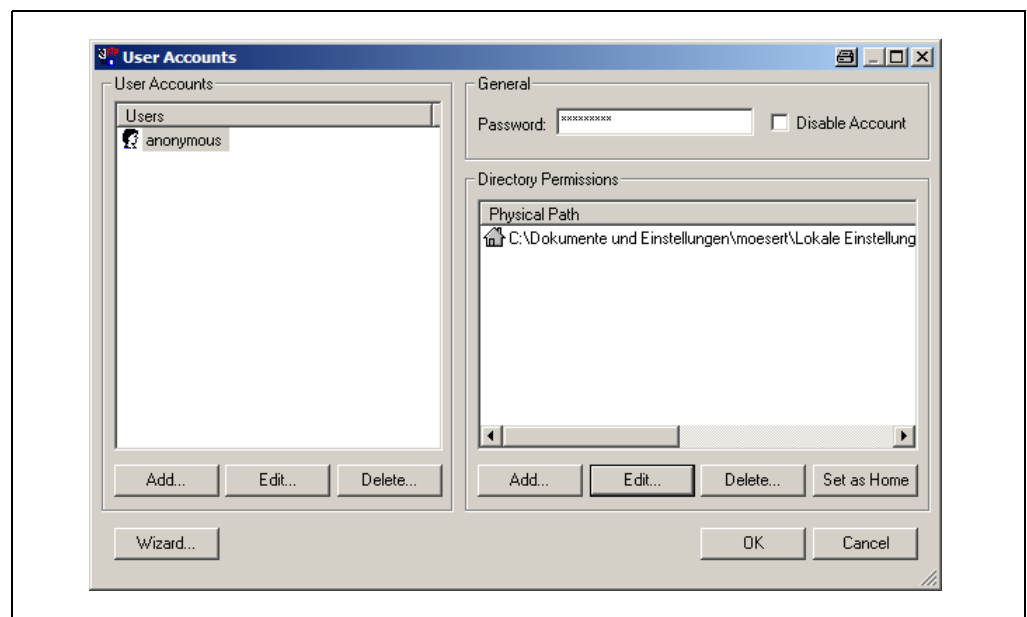 User Accounts
User Accounts
Users
anonymous
Add... Edit... Delete...
General
Password: ********* Disable Account
Directory Permissions
Physical Path
C:\Dokumente und Einstellungen\moesert\Lokale Einstellung
Add... Edit... Delete... Set as Home
Wizard... OK Cancel